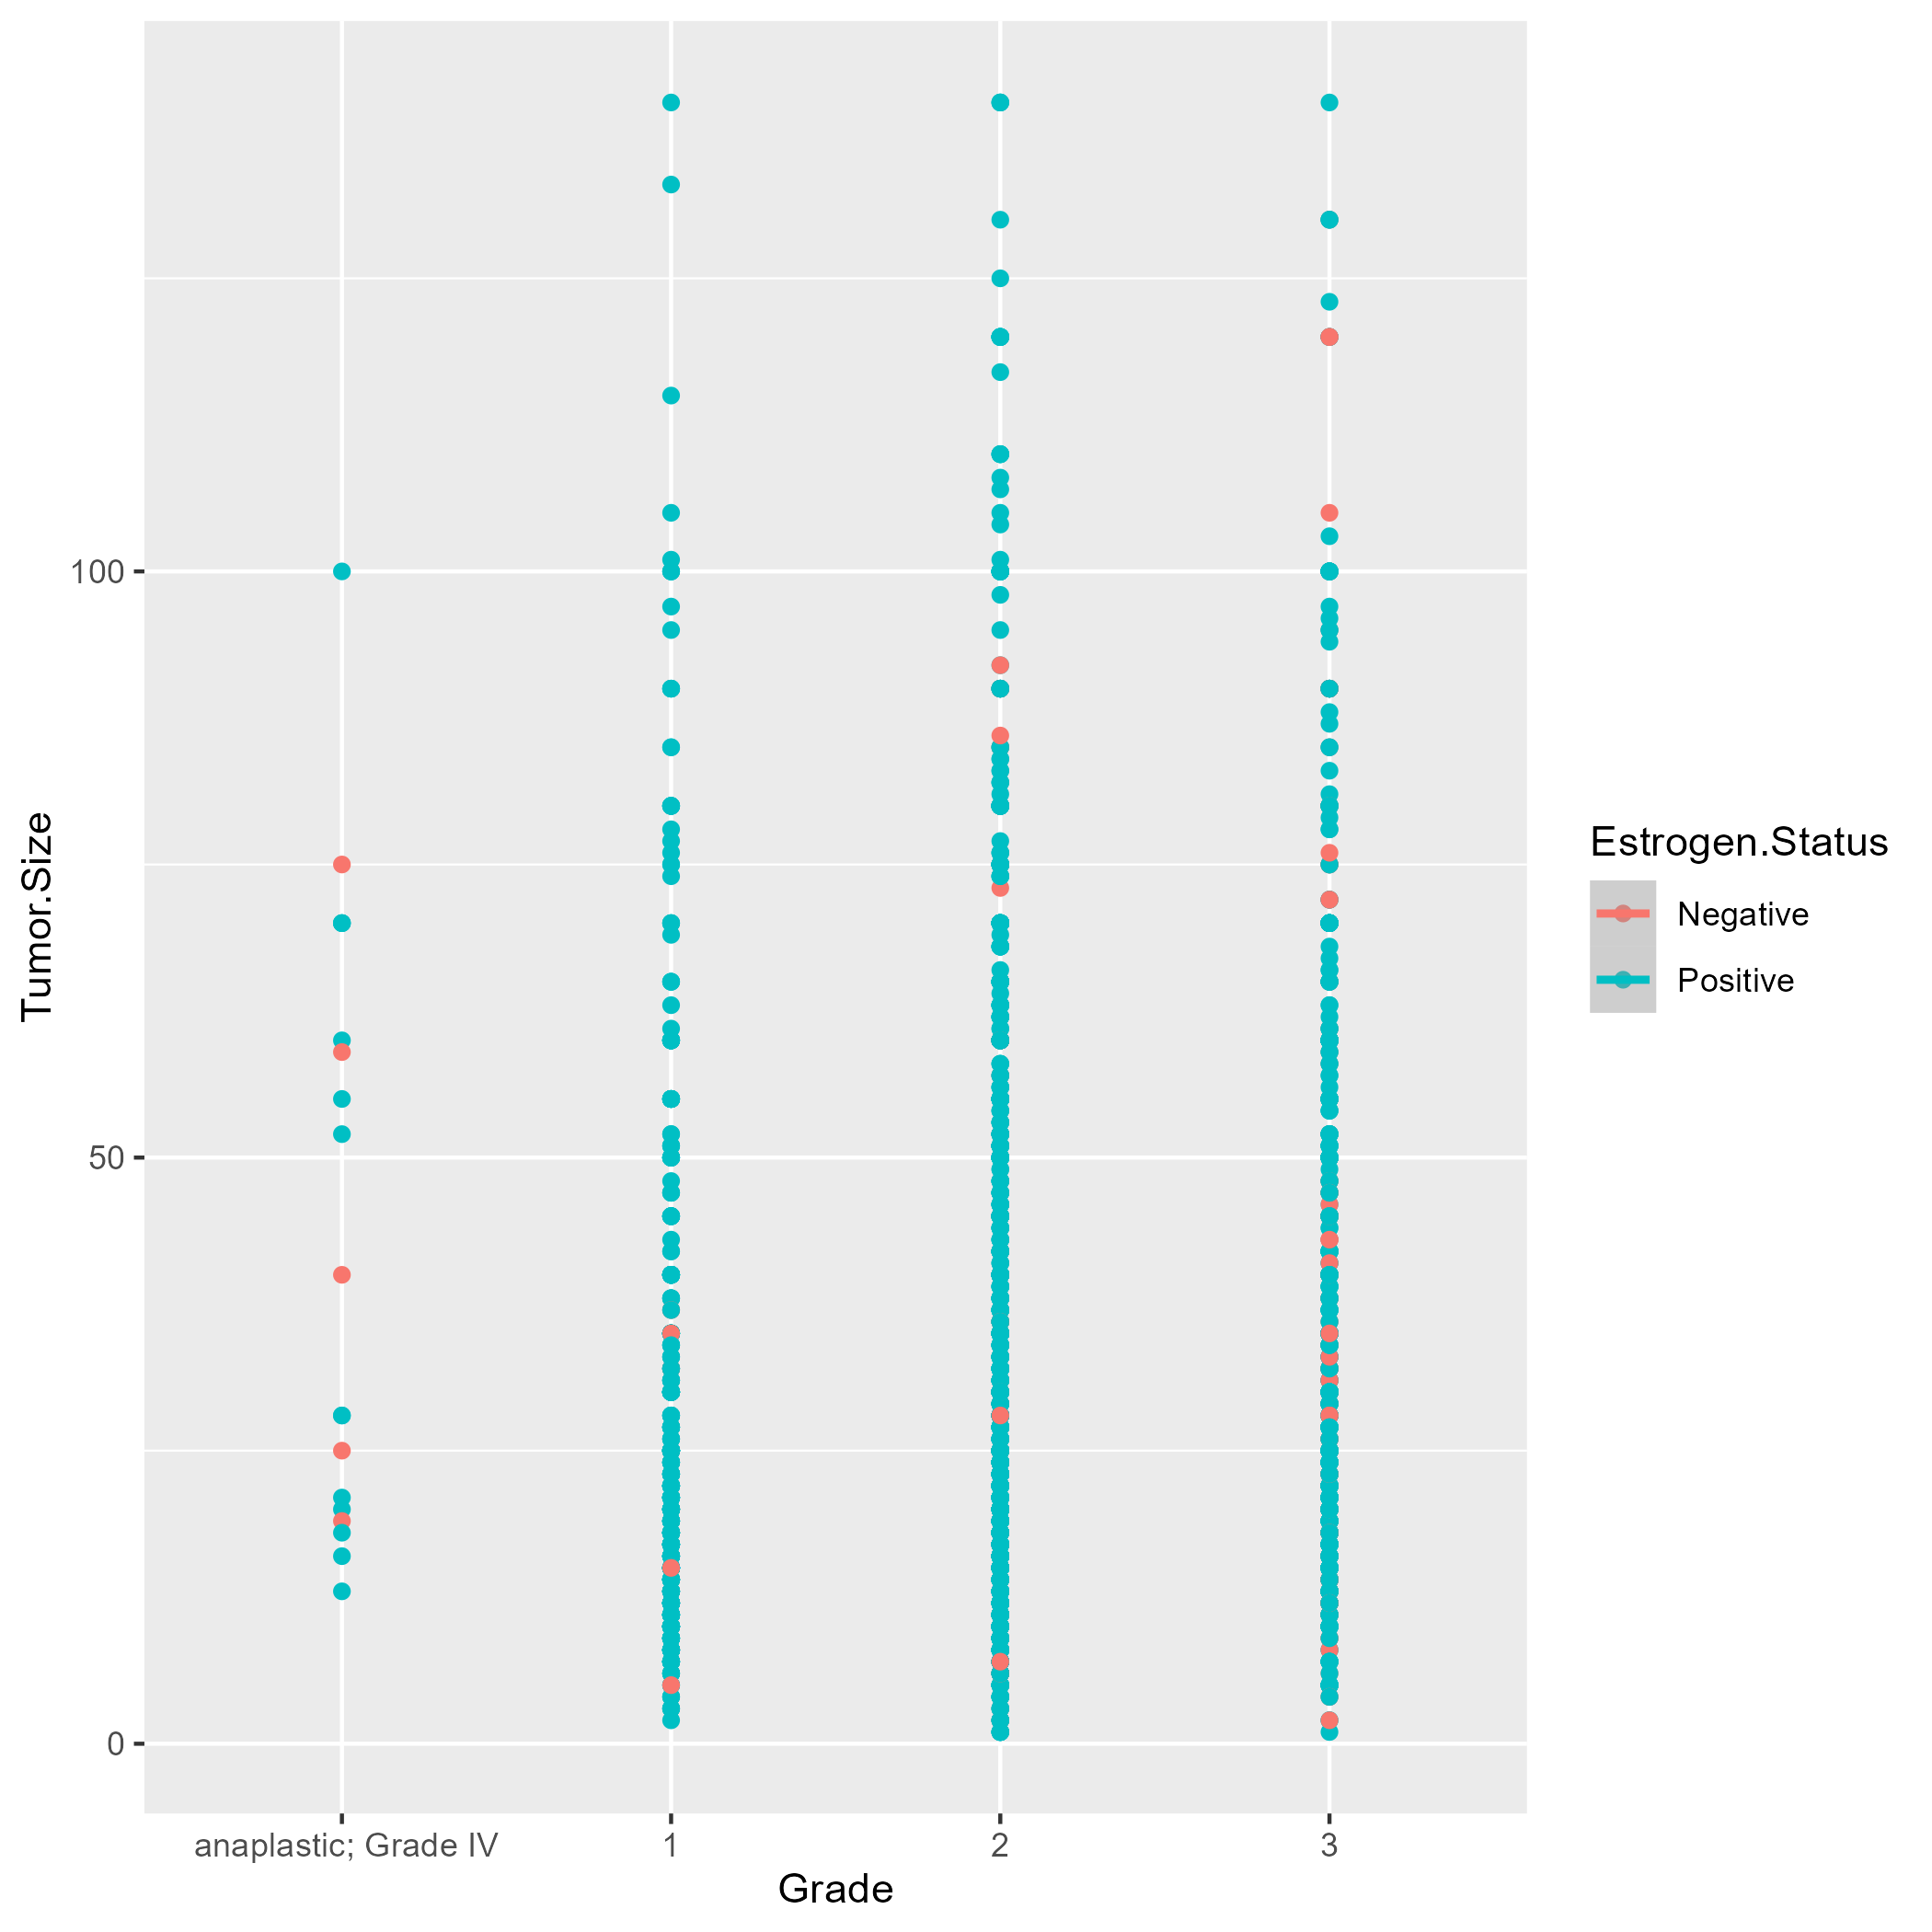 Tumor.Size
100
50
0
anaplastic; Grade IV
1
2
3
Grade
Estrogen.Status
Negative
Positive